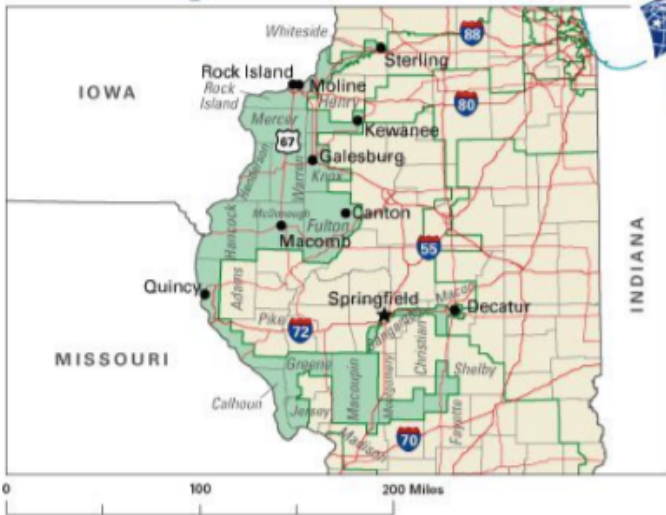 Whiteside
88
Sterling
Rock Island
Moline
IOWA
Rock
Island
Henry
80
Mercer
Kewanee
67
Galesburg
Knox
Henderson
Warren
Canton
McDonough
Fulton
Hancock
Macomb
55
INDIANA
Quincy
Adams
Springfield
Macon
Decatur
Sangamon
Pike
72
Christian
MISSOURI
Greene
Macoupin
Montgomery
Shelby
Calhoun
Jersey
Fayette
Madison
70
0
100
200 Miles